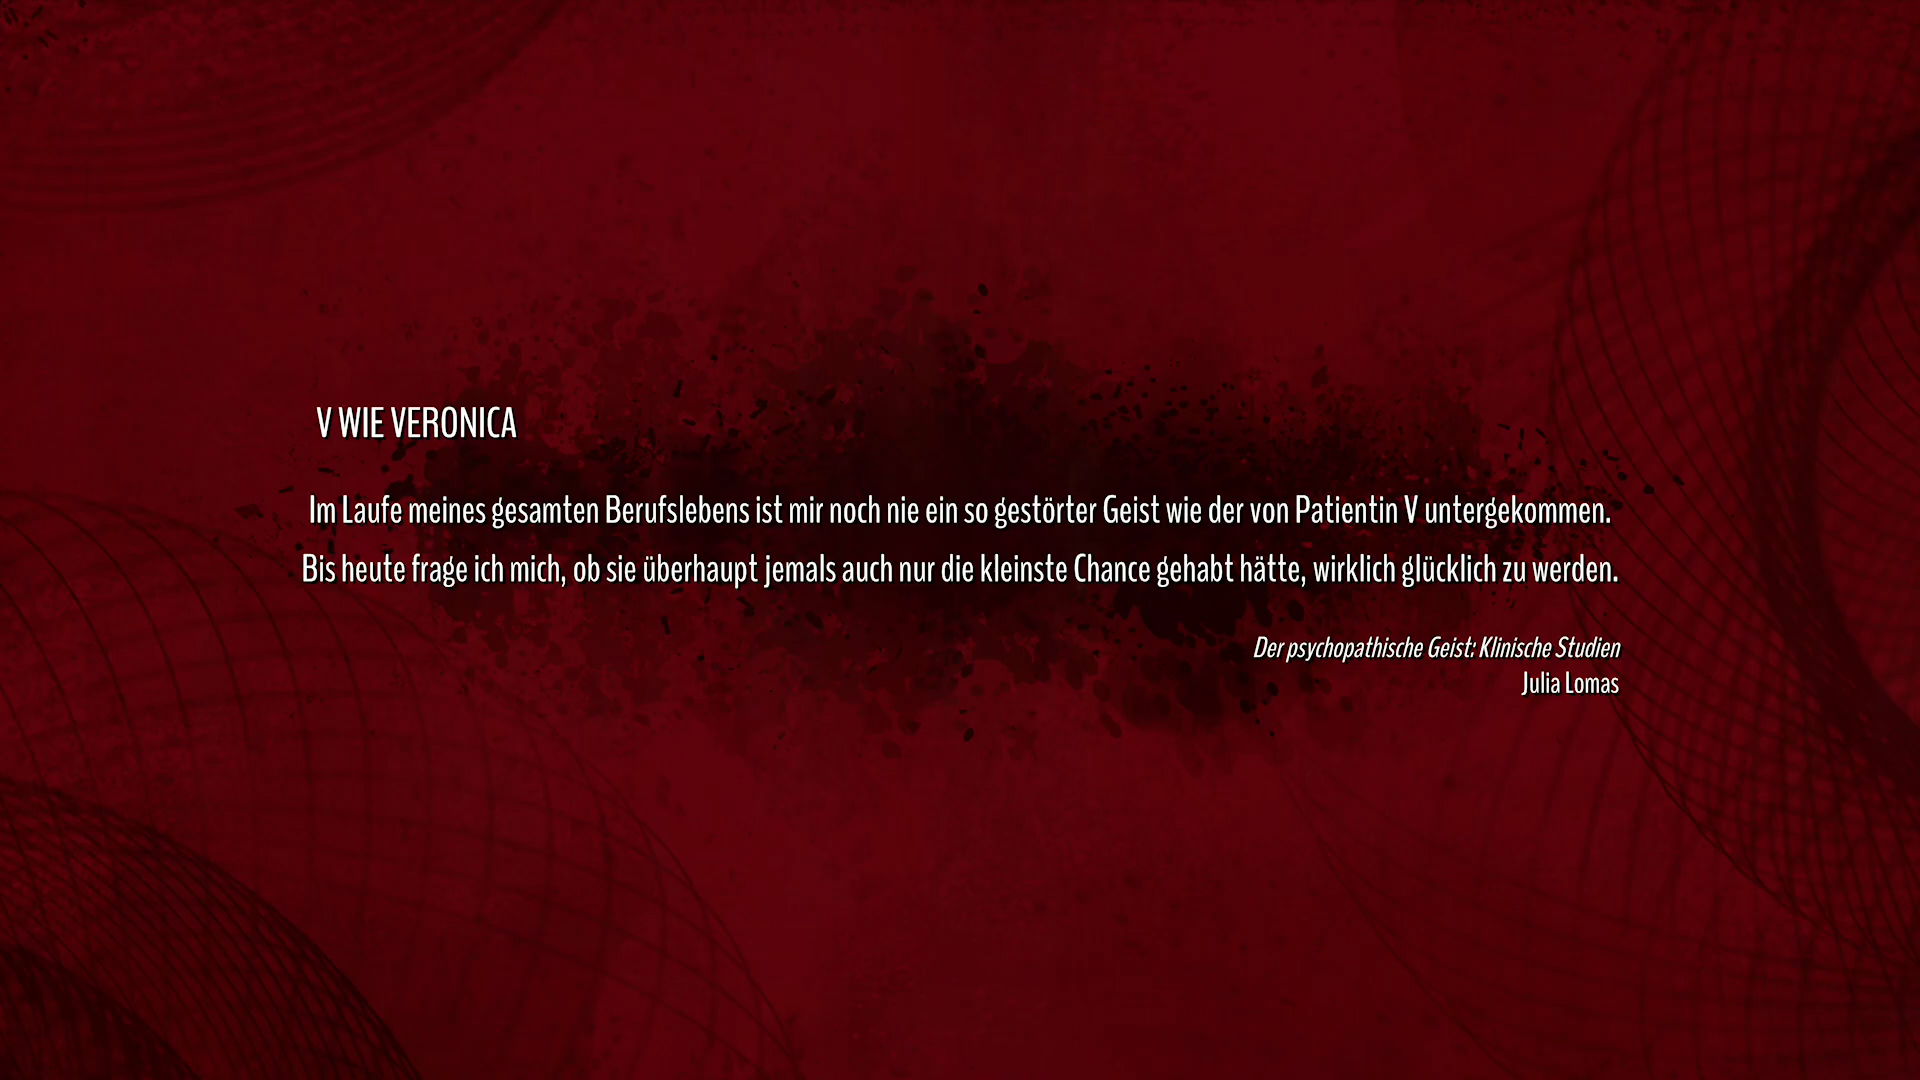 V WIE VERONICA
Im Laufe meines gesamten Berufslebens ist mir noch nie ein so gestörter Geist wie der von Patientin V untergekommen.
Bis heute frage ich mich, ob sie überhaupt jemals auch nur die kleinste Chance gehabt hätte, wirklich glücklich zu werden.
Der psychopathische Geist: Klinische Studien
Julia Lomas